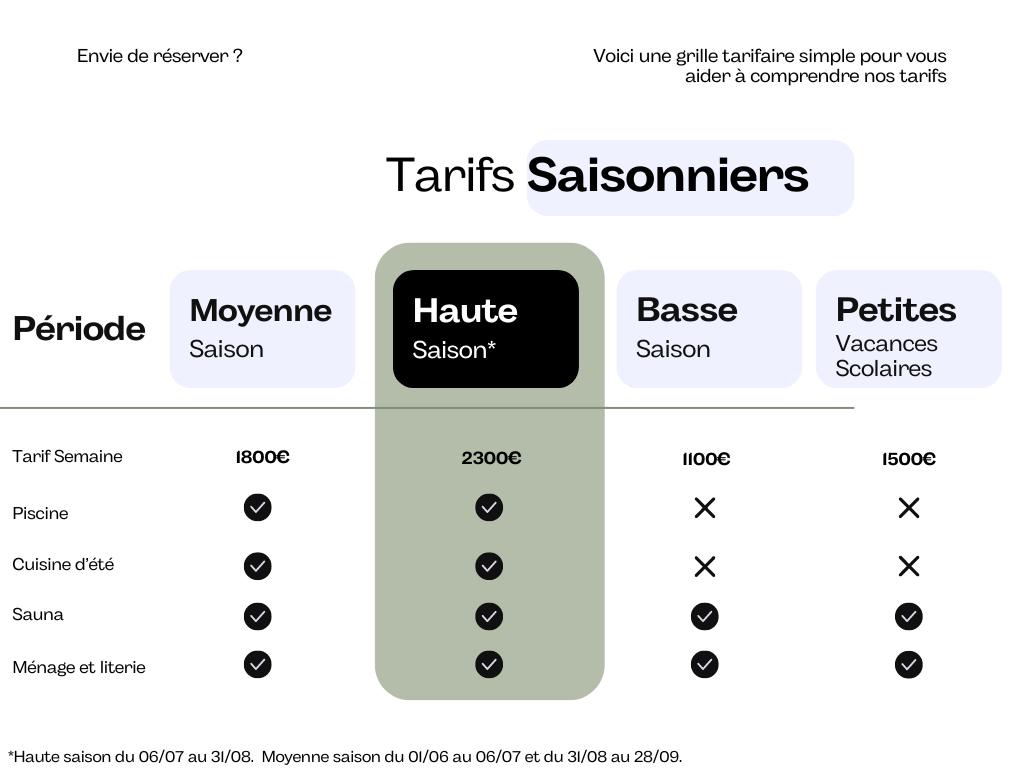 Envie de réserver ?
Voici une grille tarifaire simple pour vous
aider à comprendre nos tarifs
Tarifs Saisonniers
Période
Moyenne
Saison
Haute
Saison*
Basse
Saison
Petites
Vacances
Scolaires
Tarif Semaine 1800€ 2300€ 1100€ 1500€
Piscine
Cuisine d'été
Sauna
Ménage et literie
*Haute saison du 06/07 au 31/08. Moyenne saison du 01/06 au 06/07 et du 31/08 au 28/09.